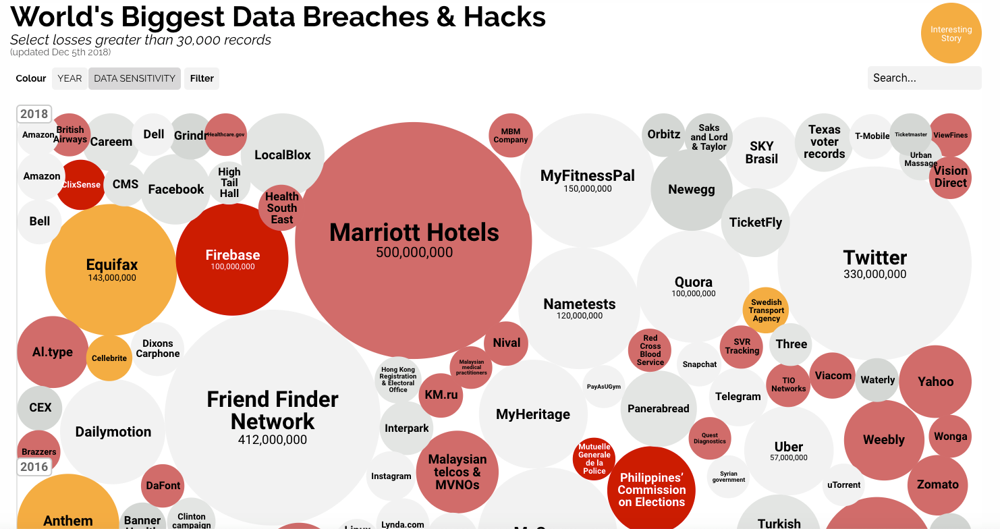 World's Biggest Data Breaches & Hacks
Select losses greater than 30,000 records
(updated Dec 5th 2018)
Interesting
Story
Colour
YEAR
DATA SENSITIVITY
Filter
Search...
2018
Amazon
British
Airways
Careem
Dell
Grindr
Healthcare.gov
LocalBlox
MBM
Company
MyFitnessPal
150,000,000
Orbitz
Saks
and Lord
& Taylor
SKY
Brasil
Texas
voter
records
T-Mobile
Ticketmaster
ViewFines
Urban
Massage
Vision
Direct
Amazon
ClixSense
CMS
Facebook
High
Tail
Hall
Health
South
East
Newegg
TicketFly
Bell
Equifax
143,000,000
Firebase
100,000,000
Marriott Hotels
500,000,000
Twitter
330,000,000
Nametests
120,000,000
Quora
100,000,000
Swedish
Transport
Agency
Al.type
Cellebrite
Dixons
Carphone
Nival
Red
Cross
Blood
Service
SVR
Tracking
Three
Malaysian
medical
practitioners
Snapchat
Hong Kong
Registration
& Electoral
Office
KM.ru
PayAsUGym
TIO
Networks
Viacom
Waterly
Yahoo
CEX
Dailymotion
Friend Finder
Network
412,000,000
Interpark
MyHeritage
Panerabread
Telegram
Brazzers
2016
Malaysian
telcos &
MVNOs
Mutuelle
Generale
de la
Police
Quest
Diagnostics
Uber
57,000,000
Weebly
Wonga
Instagram
DaFont
Philippines’
Commission
on Elections
Syrian
government
uTorrent
Zomato
Anthem
Banner
Clinton
campaign
Lynda.com
Turkish